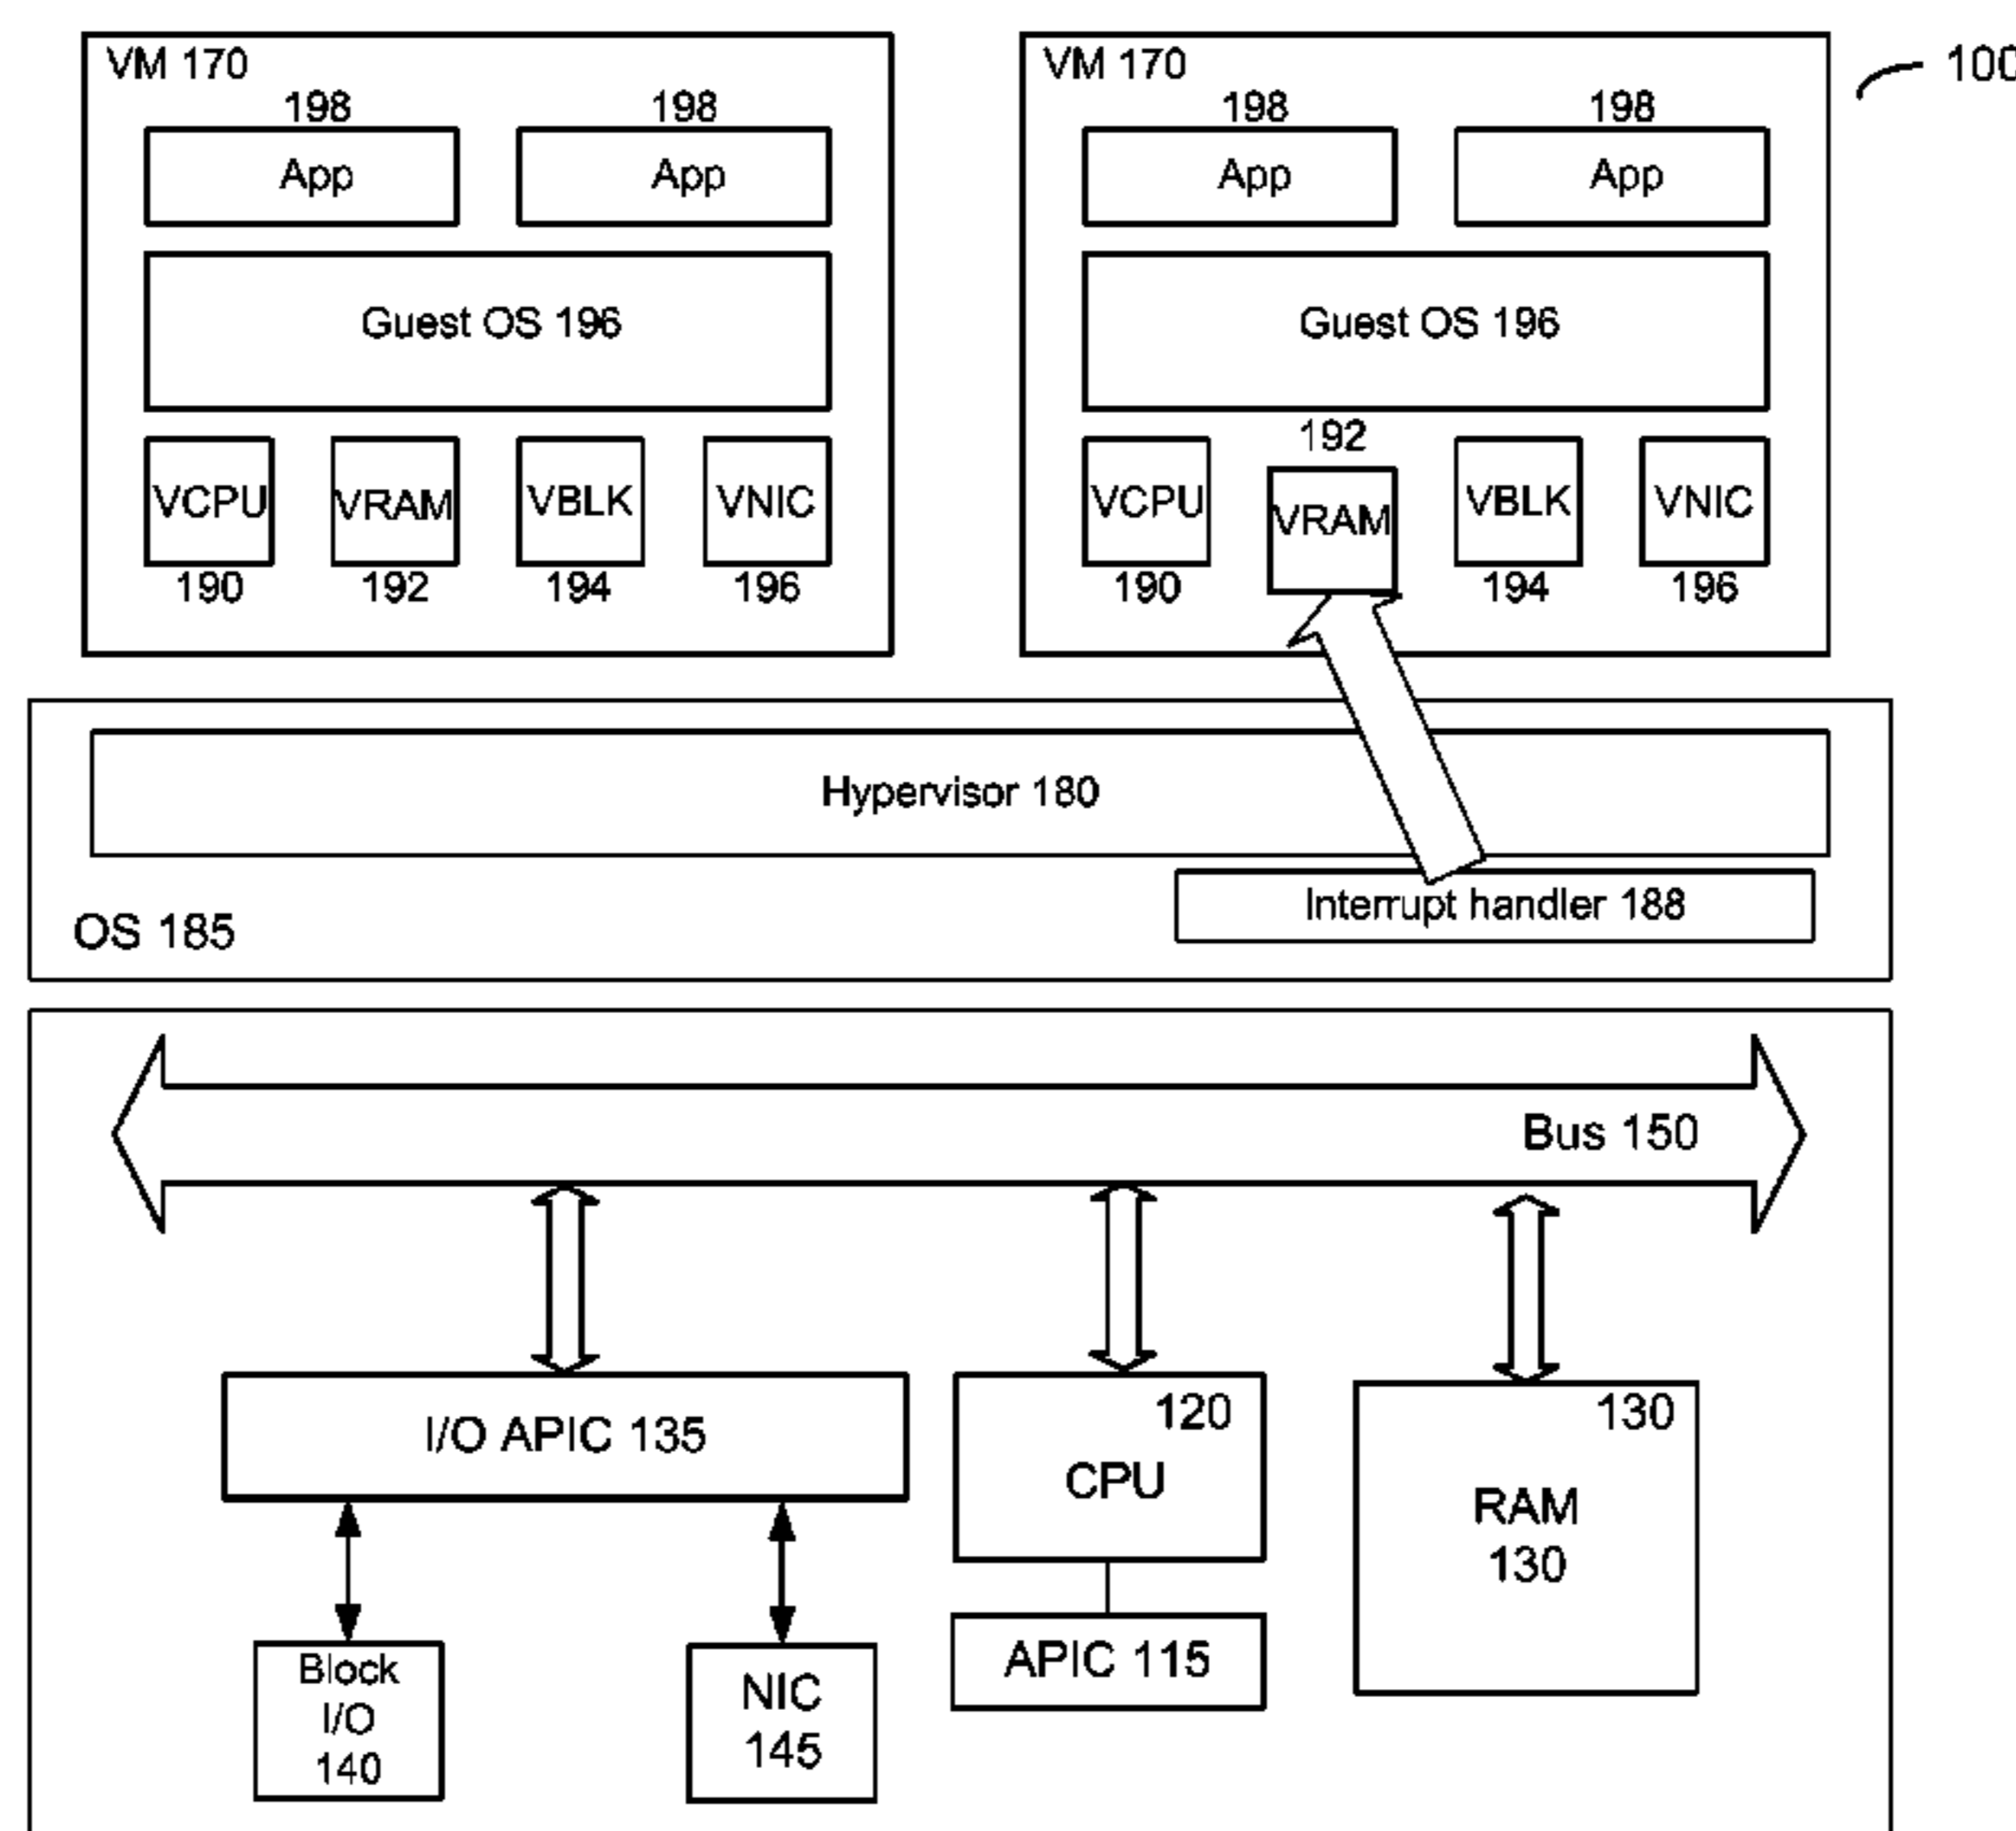 VM 170
198
198
App
App
Guest OS 196
VCPU
VRAM
VBLK
VNIC
190
192
194
196
VM 170
198
198
App
App
Guest OS 196
192
VCPU
VRAM
VBLK
VNIC
190
194
196
100
Hypervisor 180
Interrupt handler 188
OS 185
Bus 150
I/O APIC 135
120
CPU
130
RAM
130
APIC 115
Block
I/O
140
NIC
145